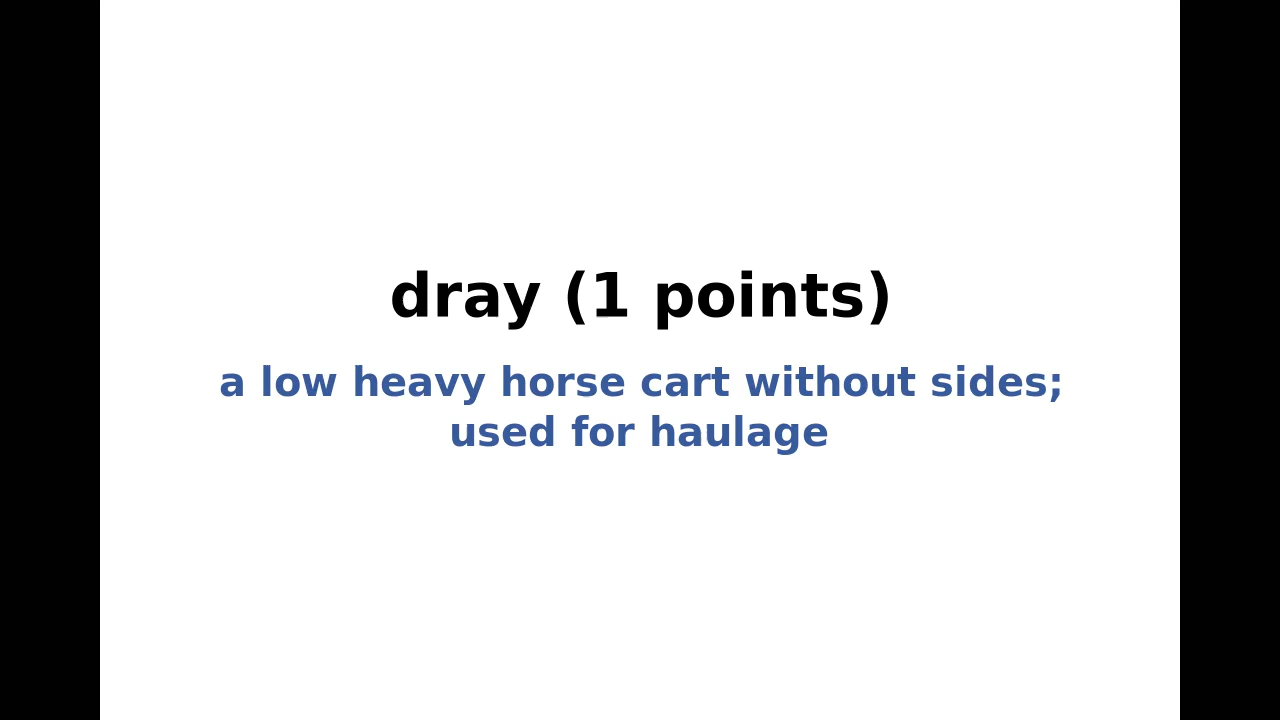 dray (1 points)
a low heavy horse cart without sides;
used for haulage